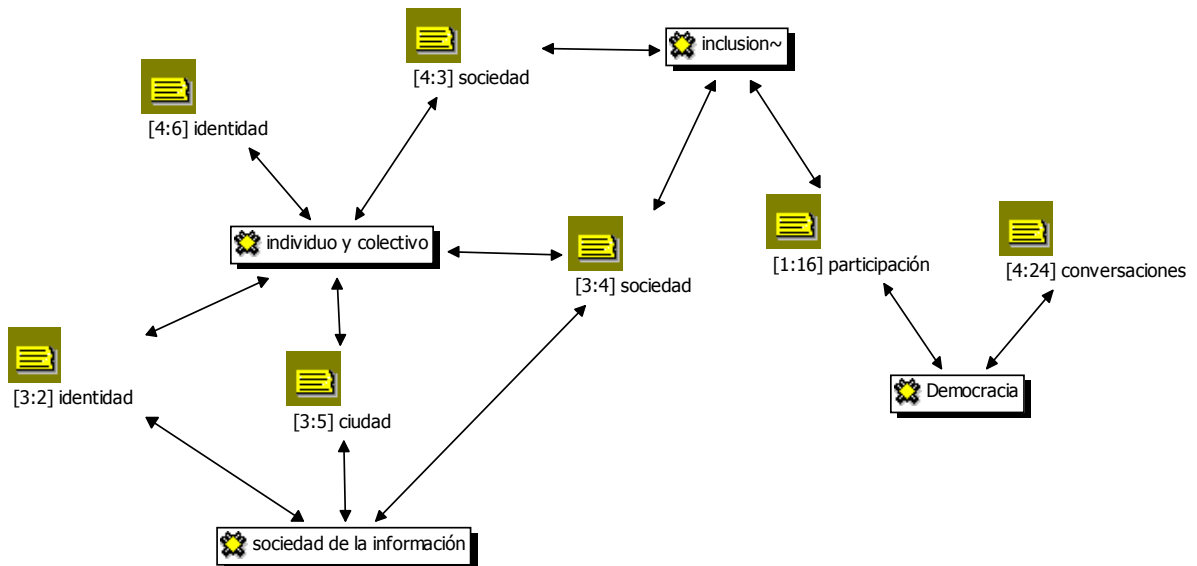 inclusion~
[4:3] sociedad
[4:6] identidad
individuo y colectivo
[1:16] participación
[4:24] conversaciones
[3:4] sociedad
[3:2] identidad
[3:5] ciudad
Democracia
sociedad de la información